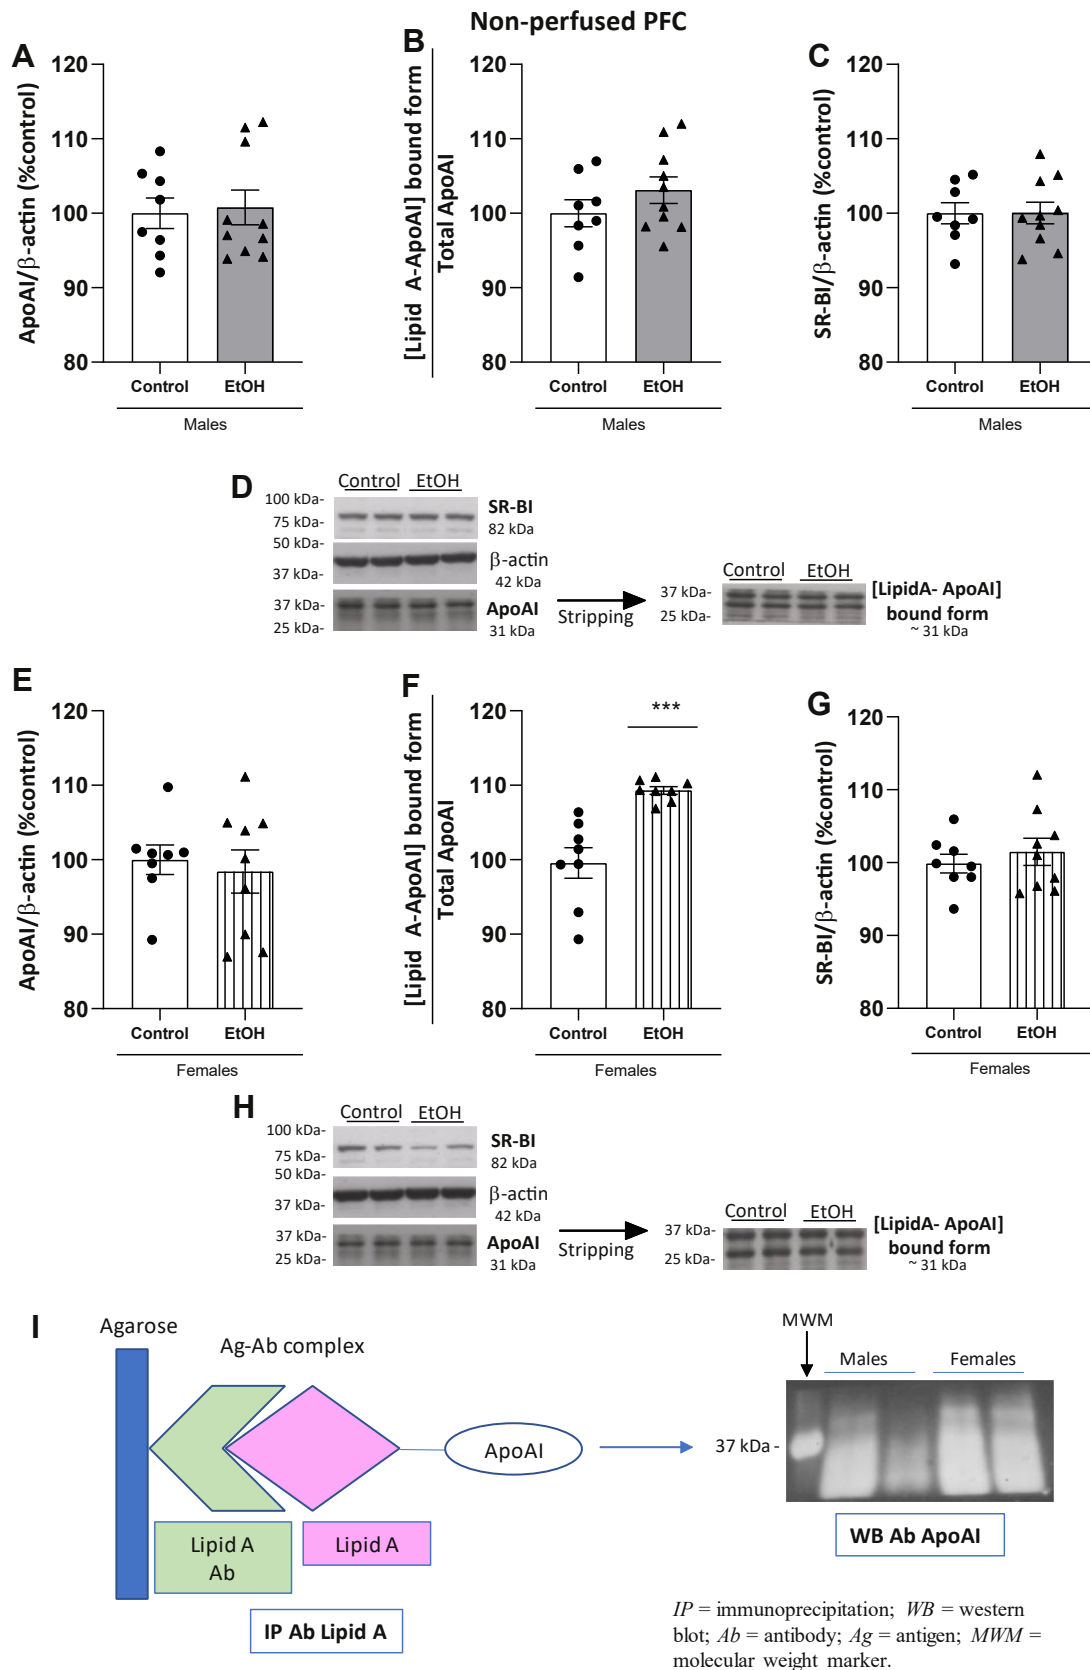 Non-perfused PFC
A
ApoAI/β-actin (%control)
120
110
100
90
80
Control EtOH
Males
B
[Lipid A-ApoAI] bound form
Total ApoAI
120
110
100
90
80
Control EtOH
Males
C
SR-BI/β-actin (%control)
120
110
100
90
80
Control EtOH
Males
D
Control EtOH
100 kDa-
75 kDa-
50 kDa-
37 kDa-
37 kDa-
25 kDa-
SR-BI
82 kDa
β-actin
42 kDa
ApoAI
31 kDa
Stripping
Control EtOH
37 kDa-
25 kDa-
[LipidA- ApoAI]
bound form
~ 31 kDa
E
ApoAI/β-actin (%control)
120
110
100
90
80
Control EtOH
Females
F
[Lipid A-ApoAI] bound form
Total ApoAI
120
110
100
90
80
***
Control EtOH
Females
G
SR-BI/β-actin (%control)
120
110
100
90
80
Control EtOH
Females
H
Control EtOH
100 kDa-
75 kDa-
50 kDa-
37 kDa-
37 kDa-
25 kDa-
SR-BI
82 kDa
β-actin
42 kDa
ApoAI
31 kDa
Stripping
Control EtOH
37 kDa-
25 kDa-
[LipidA- ApoAI]
bound form
~ 31 kDa
I
Agarose
Ag-Ab complex
ApoAI
Lipid A
Ab
Lipid A
IP Ab Lipid A
MWM
Males Females
37 kDa -
WB Ab ApoAI
IP = immunoprecipitation; WB = western
blot; Ab = antibody; Ag = antigen; MWM =
molecular weight marker.